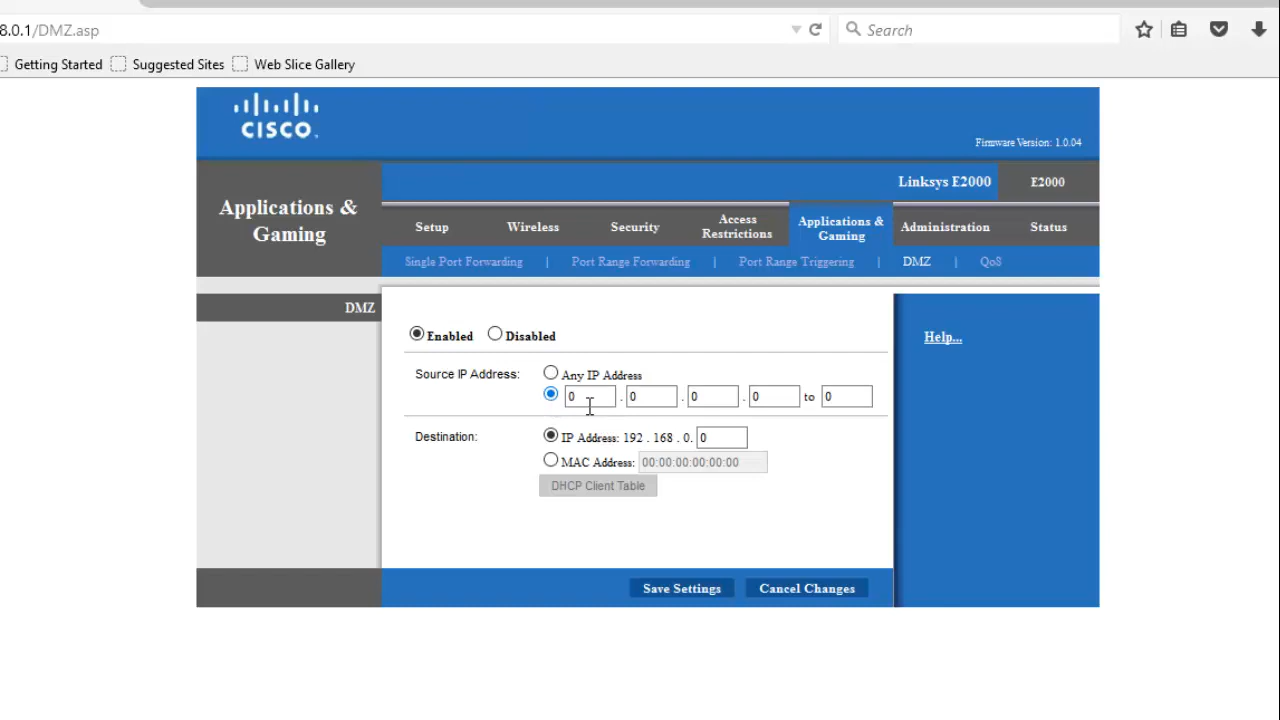 8.0.1/DMZ.asp
Search
Getting Started
Suggested Sites
Web Slice Gallery
CISCO.
Firmware Version: 1.0.04
Linksys E2000
E2000
Applications &
Gaming
Setup
Wireless
Security
Access
Restrictions
Applications &
Gaming
Administration
Status
Single Port Forwarding | Port Range Forwarding | Port Range Triggering | DMZ | QoS
DMZ
Enabled
Disabled
Help...
Source IP Address:
Any IP Address
0 . 0 . 0 . 0 to 0
Destination:
IP Address: 192 . 168 . 0. 0
MAC Address: 00:00:00:00:00:00
DHCP Client Table
Save Settings
Cancel Changes